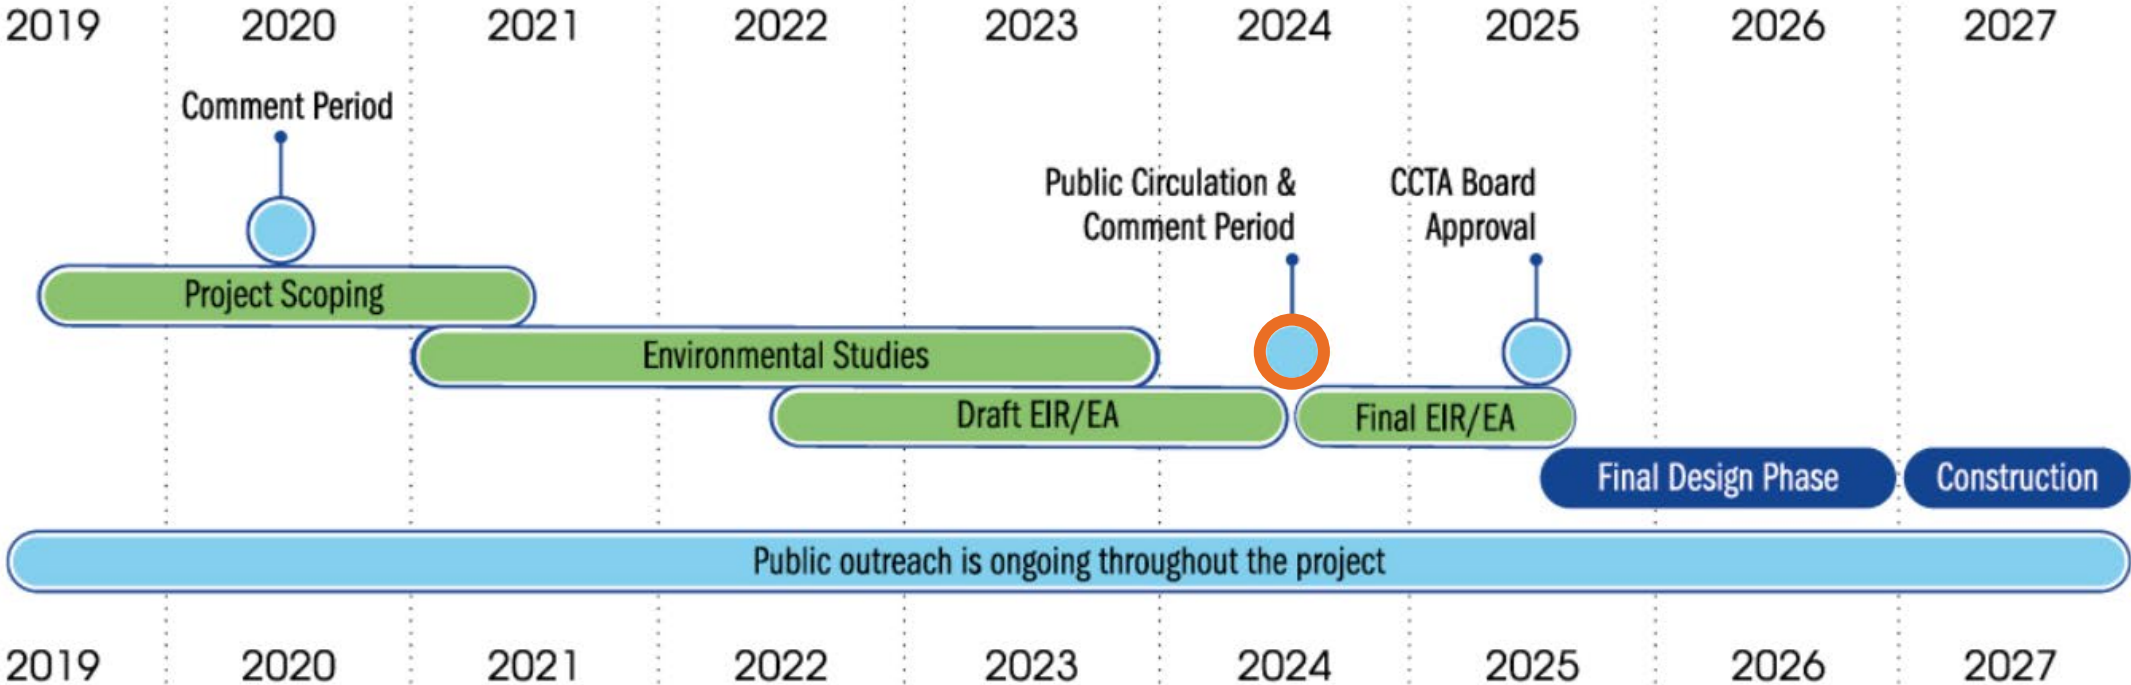 2019 2020 2021 2022 2023 2024 2025 2026 2027
Comment Period
Public Circulation &
Comment Period
CCTA Board
Approval
Project Scoping
Environmental Studies
Draft EIR/EA
Final EIR/EA
Final Design Phase
Construction
Public outreach is ongoing throughout the project
2019 2020 2021 2022 2023 2024 2025 2026 2027